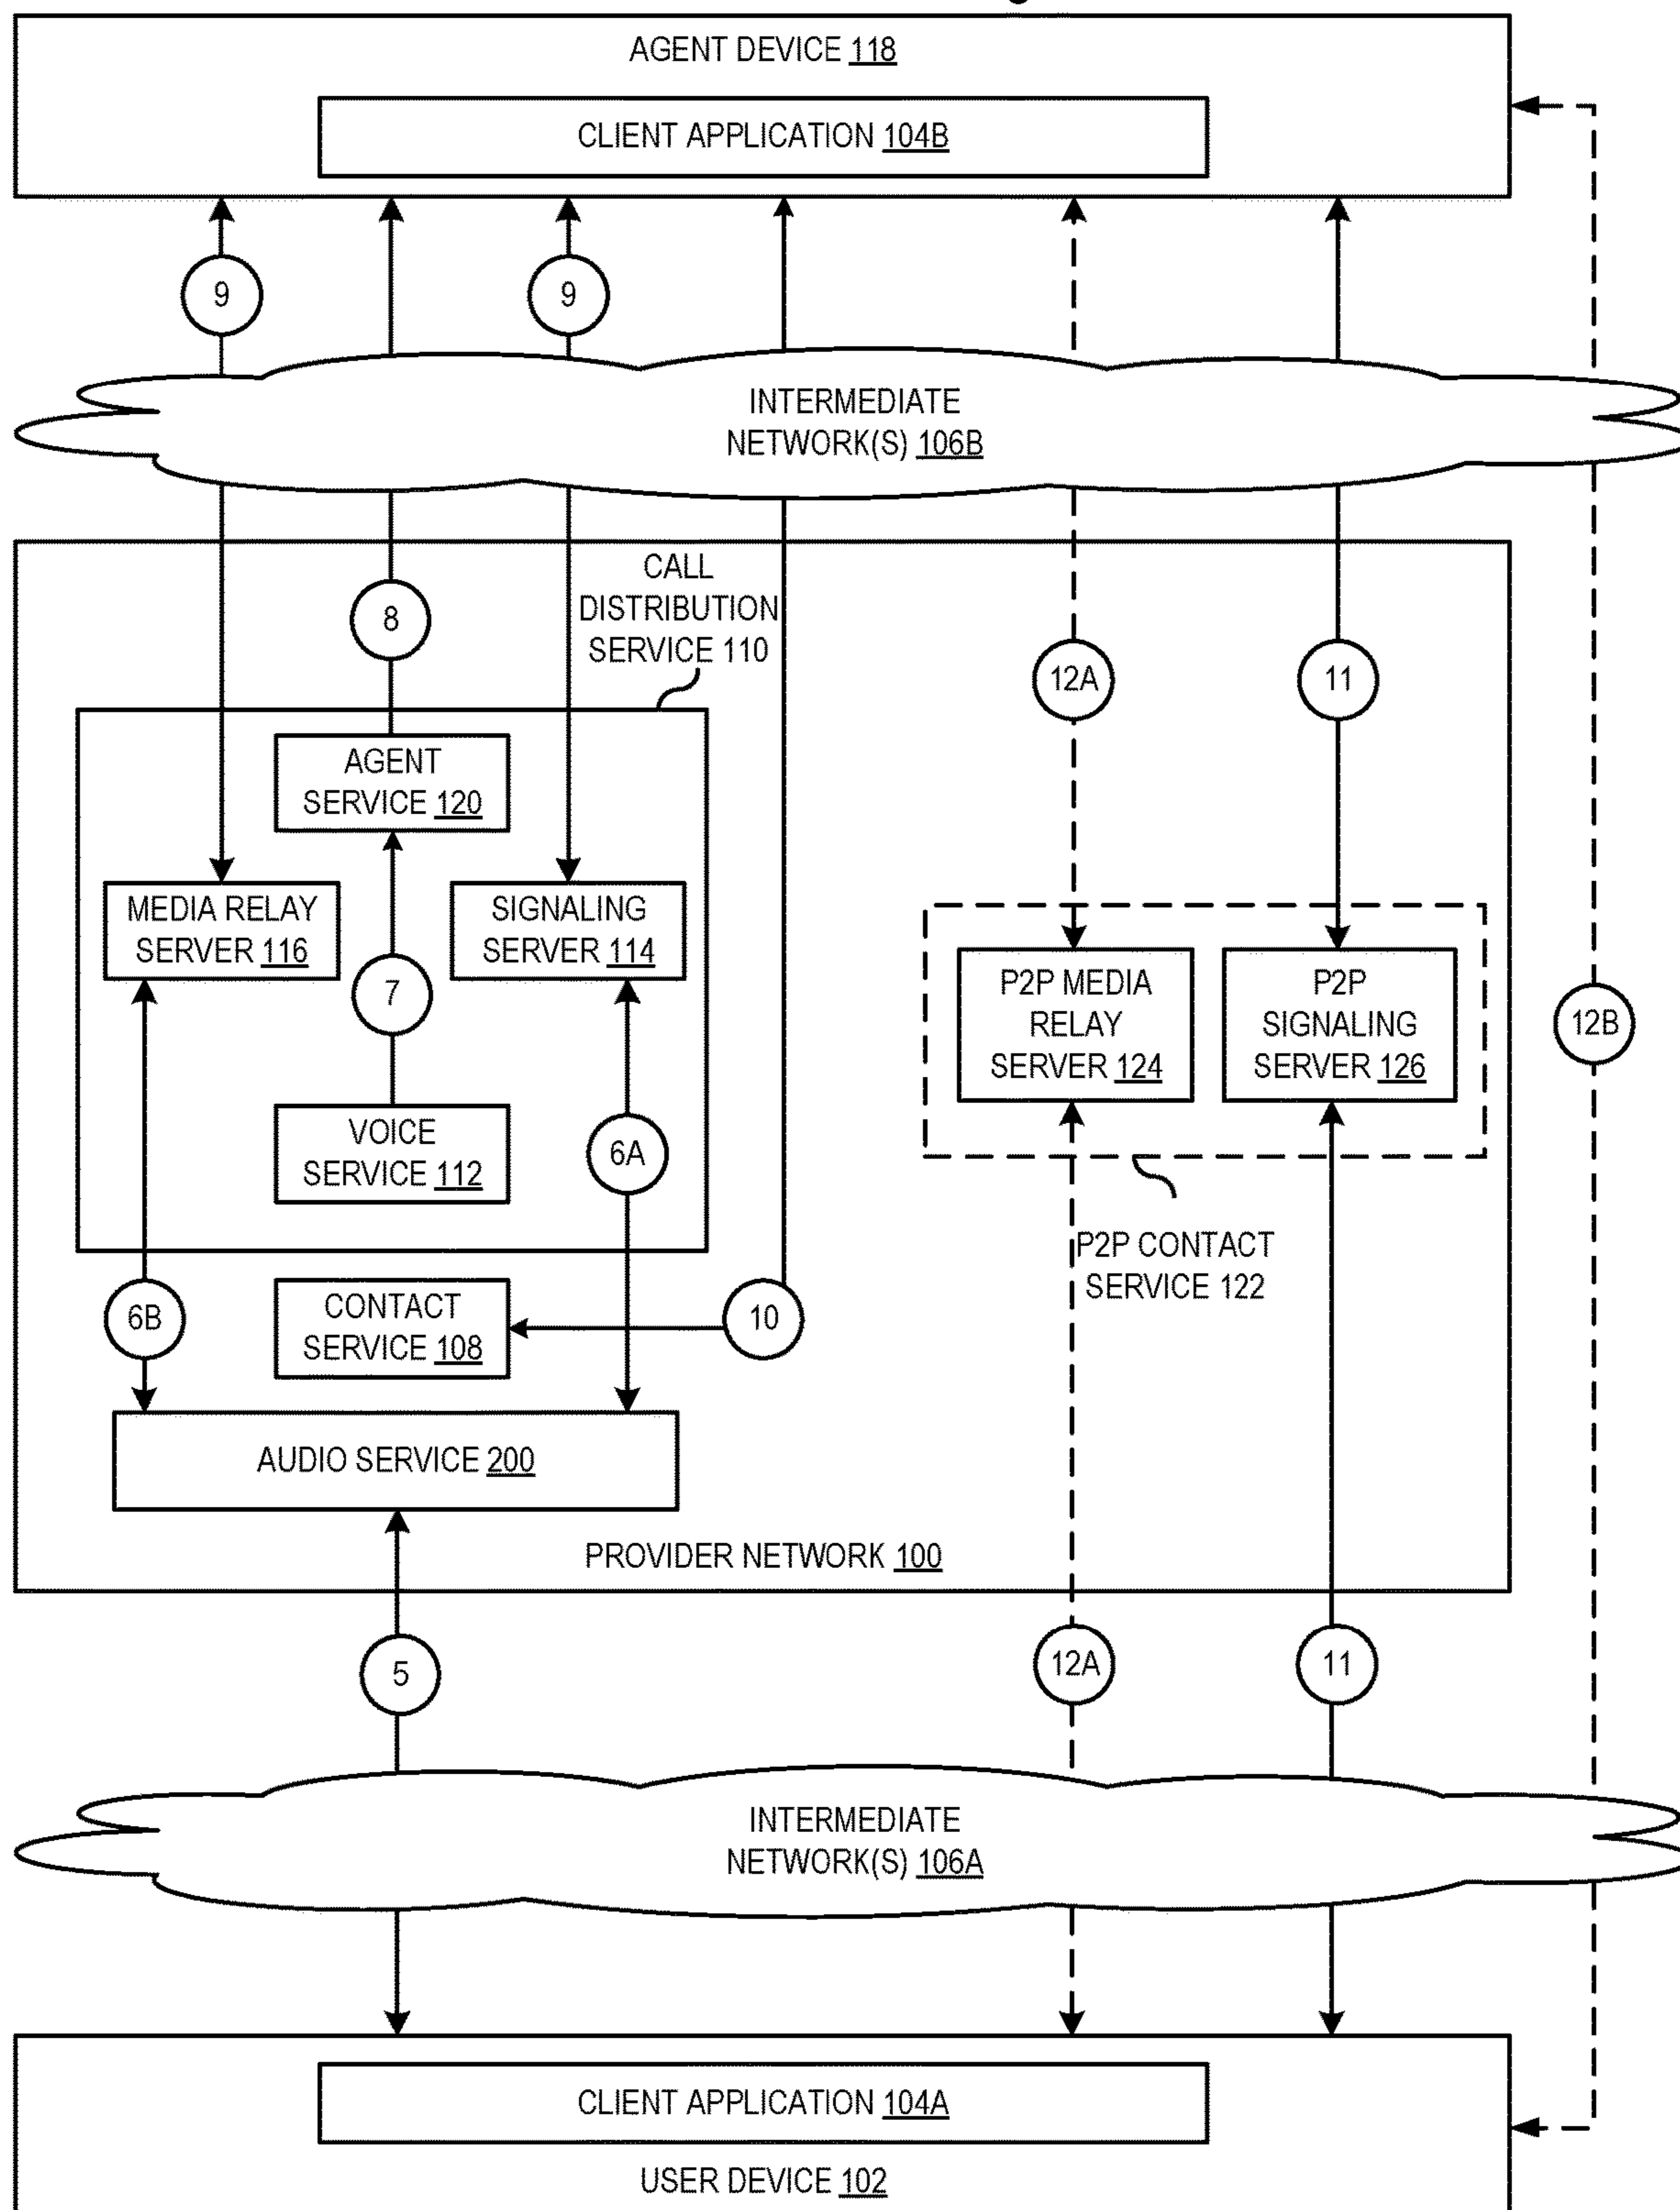 AGENT DEVICE 118
CLIENT APPLICATION 104B
9
9
INTERMEDIATE
NETWORK(S) 106B
CALL
DISTRIBUTION
SERVICE 110
8
12A
11
AGENT
SERVICE 120
MEDIA RELAY
SERVER 116
SIGNALING
SERVER 114
7
P2P MEDIA
RELAY
SERVER 124
P2P
SIGNALING
SERVER 126
12B
VOICE
SERVICE 112
6A
P2P CONTACT
SERVICE 122
6B
CONTACT
SERVICE 108
10
AUDIO SERVICE 200
PROVIDER NETWORK 100
5
12A
11
INTERMEDIATE
NETWORK(S) 106A
CLIENT APPLICATION 104A
USER DEVICE 102